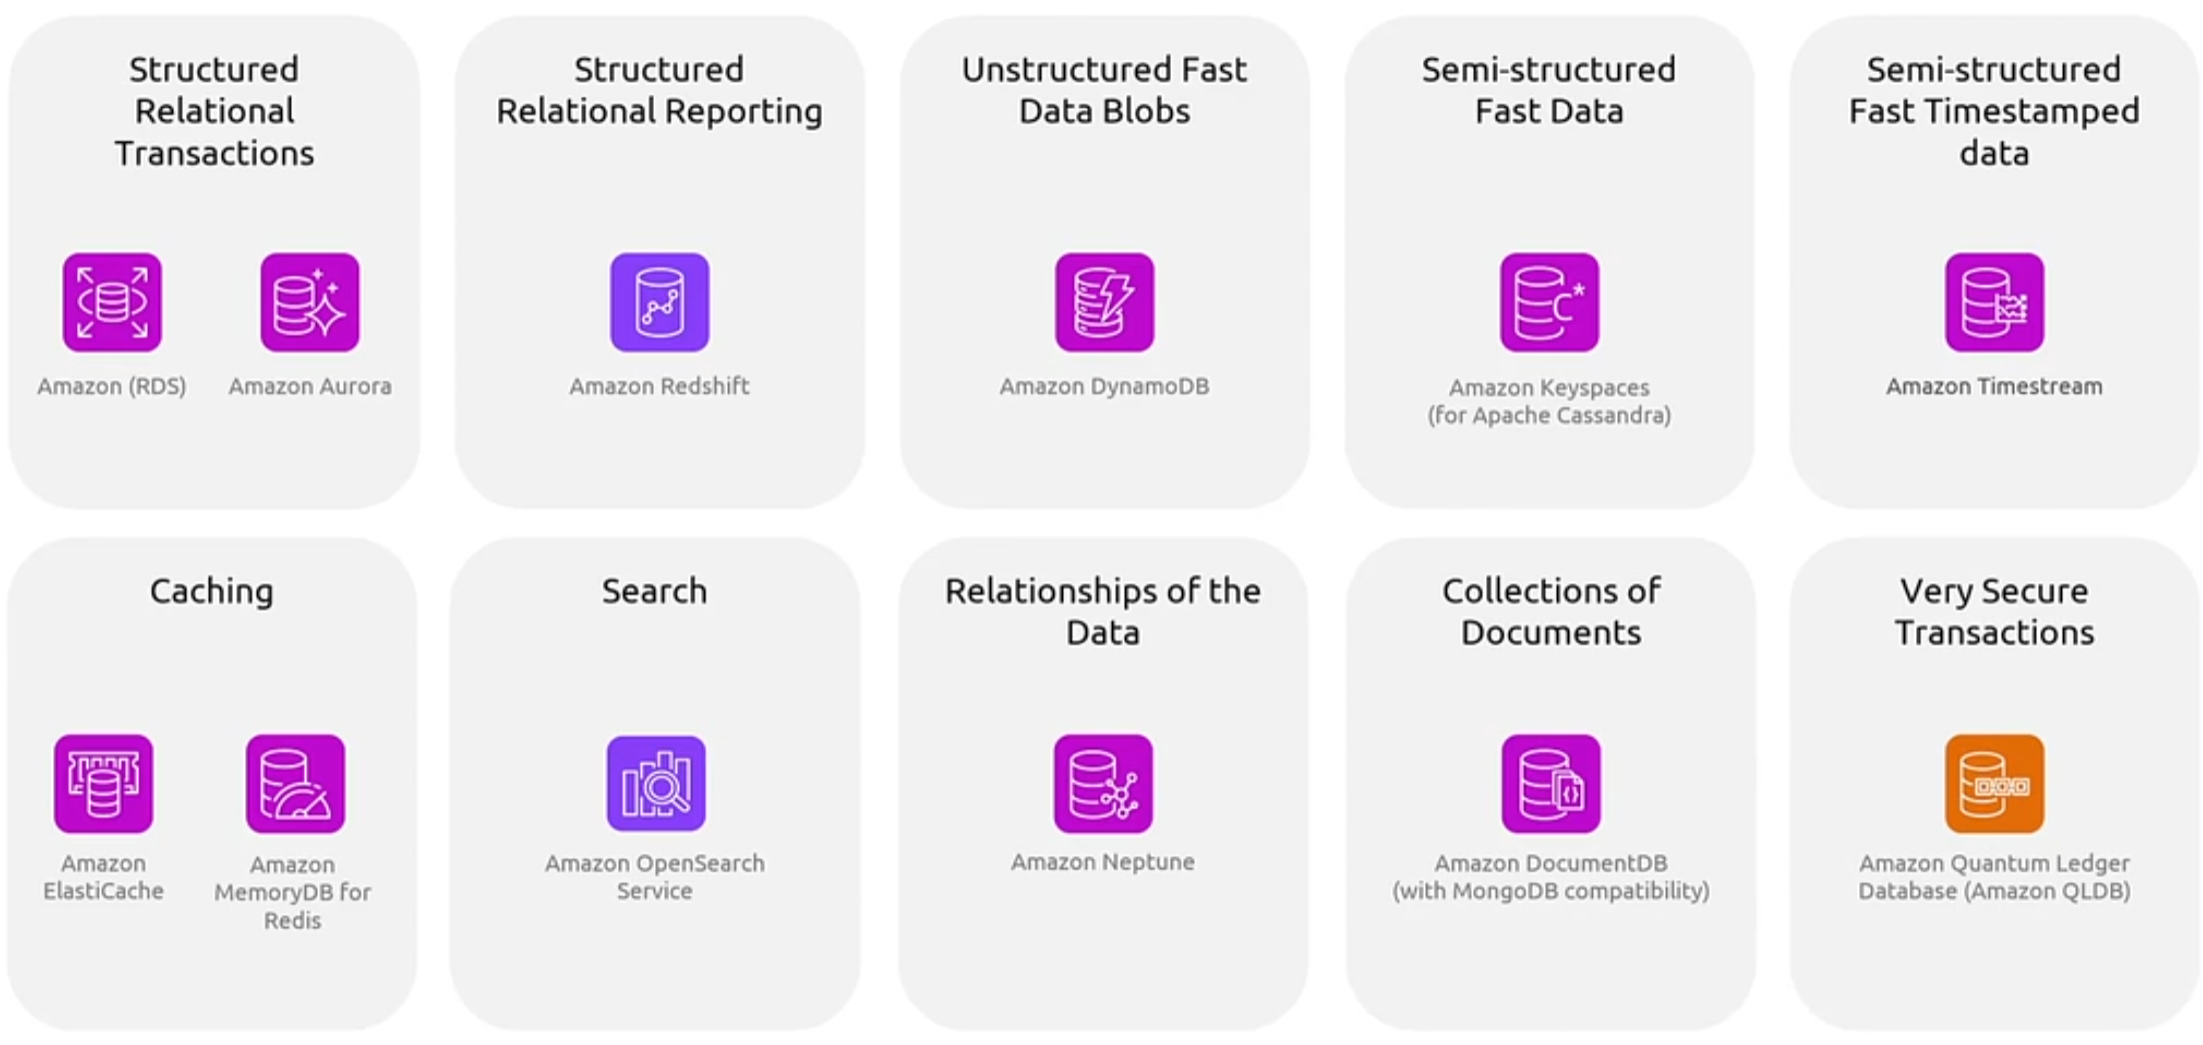 Structured
Relational
Transactions
Amazon (RDS)
Amazon Aurora
Structured
Relational Reporting
Amazon Redshift
Unstructured Fast
Data Blobs
Amazon DynamoDB
Semi-structured
Fast Data
C*
Amazon Keyspaces
(for Apache Cassandra)
Semi-structured
Fast Timestamped
data
Amazon Timestream
Caching
Amazon
ElastiCache
Amazon
MemoryDB for
Redis
Search
Amazon OpenSearch
Service
Relationships of the
Data
Amazon Neptune
Collections of
Documents
{}
Amazon DocumentDB
(with MongoDB compatibility)
Very Secure
Transactions
Amazon Quantum Ledger
Database (Amazon QLDB)